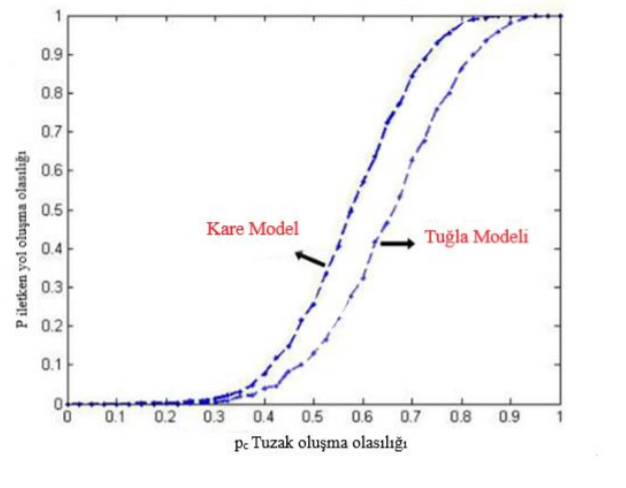 P iletken yol oluşma olasılığı
1
0.9
0.8
0.7
0.6
0.5
0.4
0.3
0.2
0.1
0
Kare Model
Tuğla Modeli
0 0.1 0.2 0.3 0.4 0.5 0.6 0.7 0.8 0.9 1
pc Tuzak oluşma olasılığı